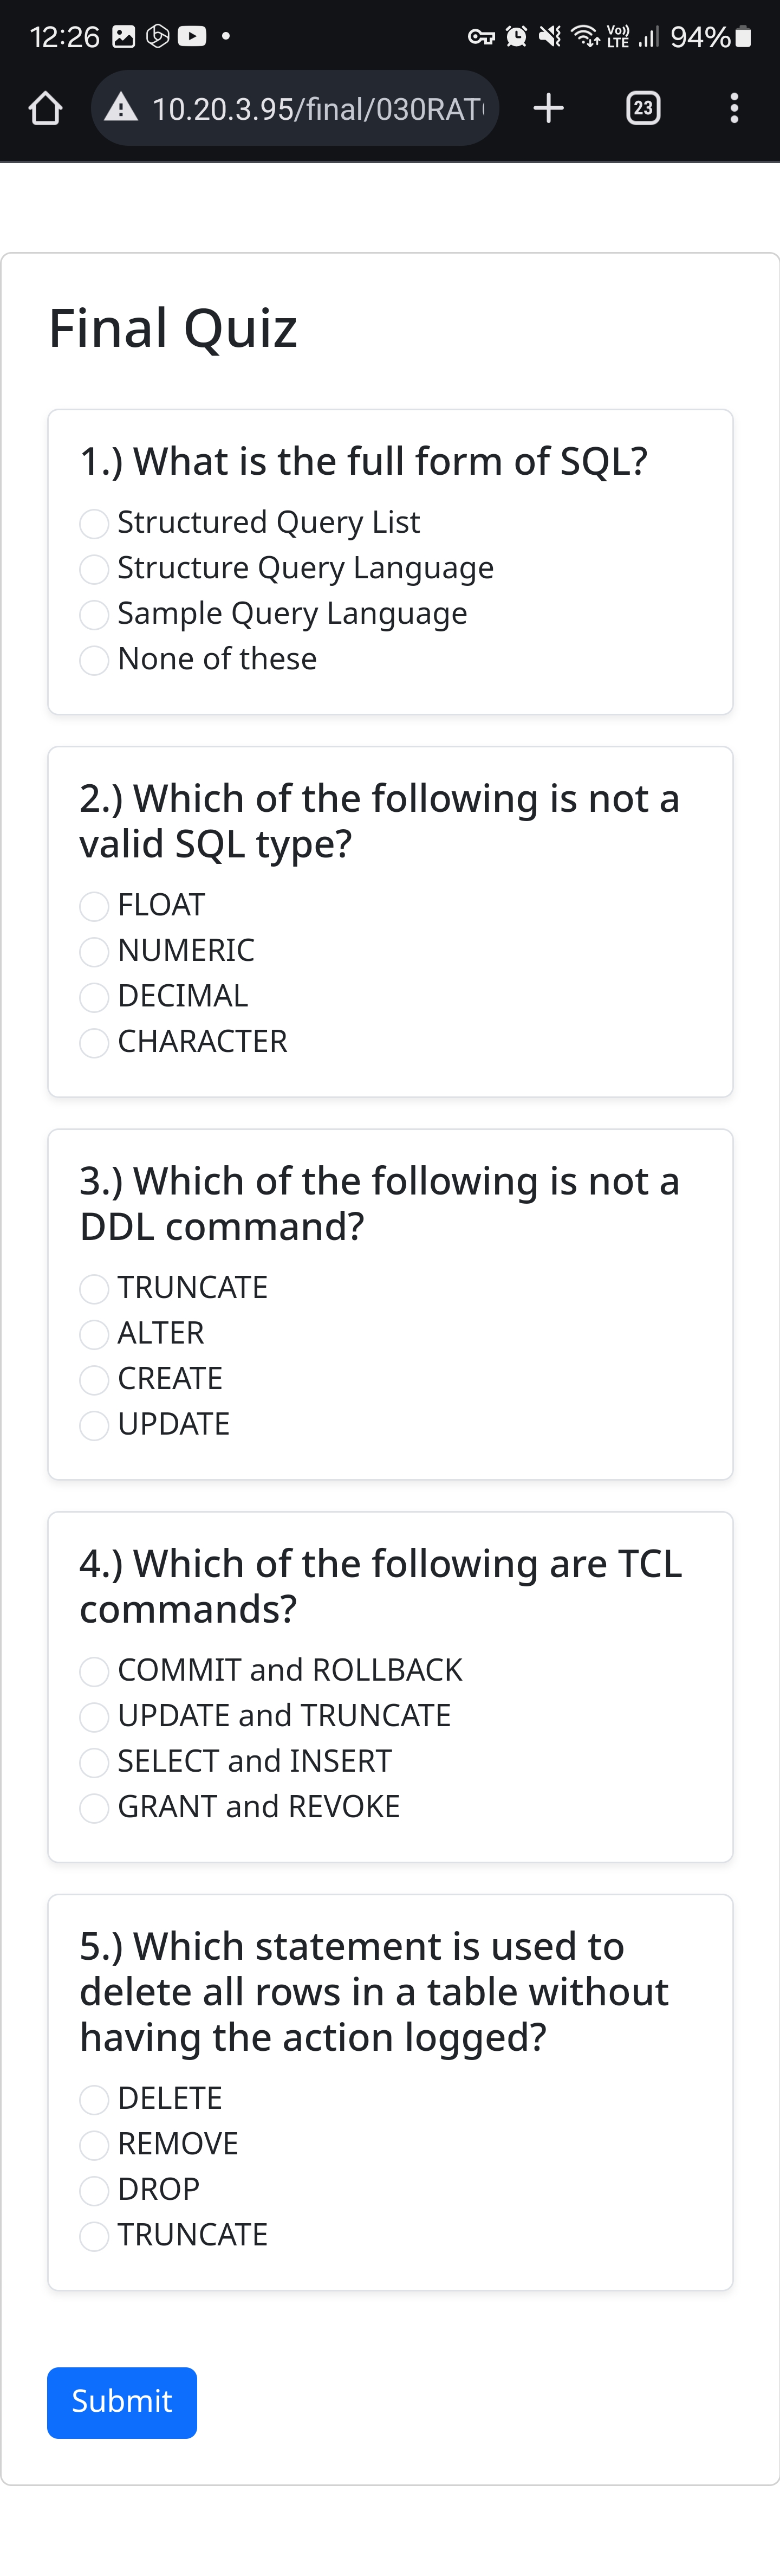 12:26
Vo))
LTE
94%
10.20.3.95/final/030RAT
23
Final Quiz
1.) What is the full form of SQL?
Structured Query List
Structure Query Language
Sample Query Language
None of these
2.) Which of the following is not a
valid SQL type?
FLOAT
NUMERIC
DECIMAL
CHARACTER
3.) Which of the following is not a
DDL command?
TRUNCATE
ALTER
CREATE
UPDATE
4.) Which of the following are TCL
commands?
COMMIT and ROLLBACK
UPDATE and TRUNCATE
SELECT and INSERT
GRANT and REVOKE
5.) Which statement is used to
delete all rows in a table without
having the action logged?
DELETE
REMOVE
DROP
TRUNCATE
Submit